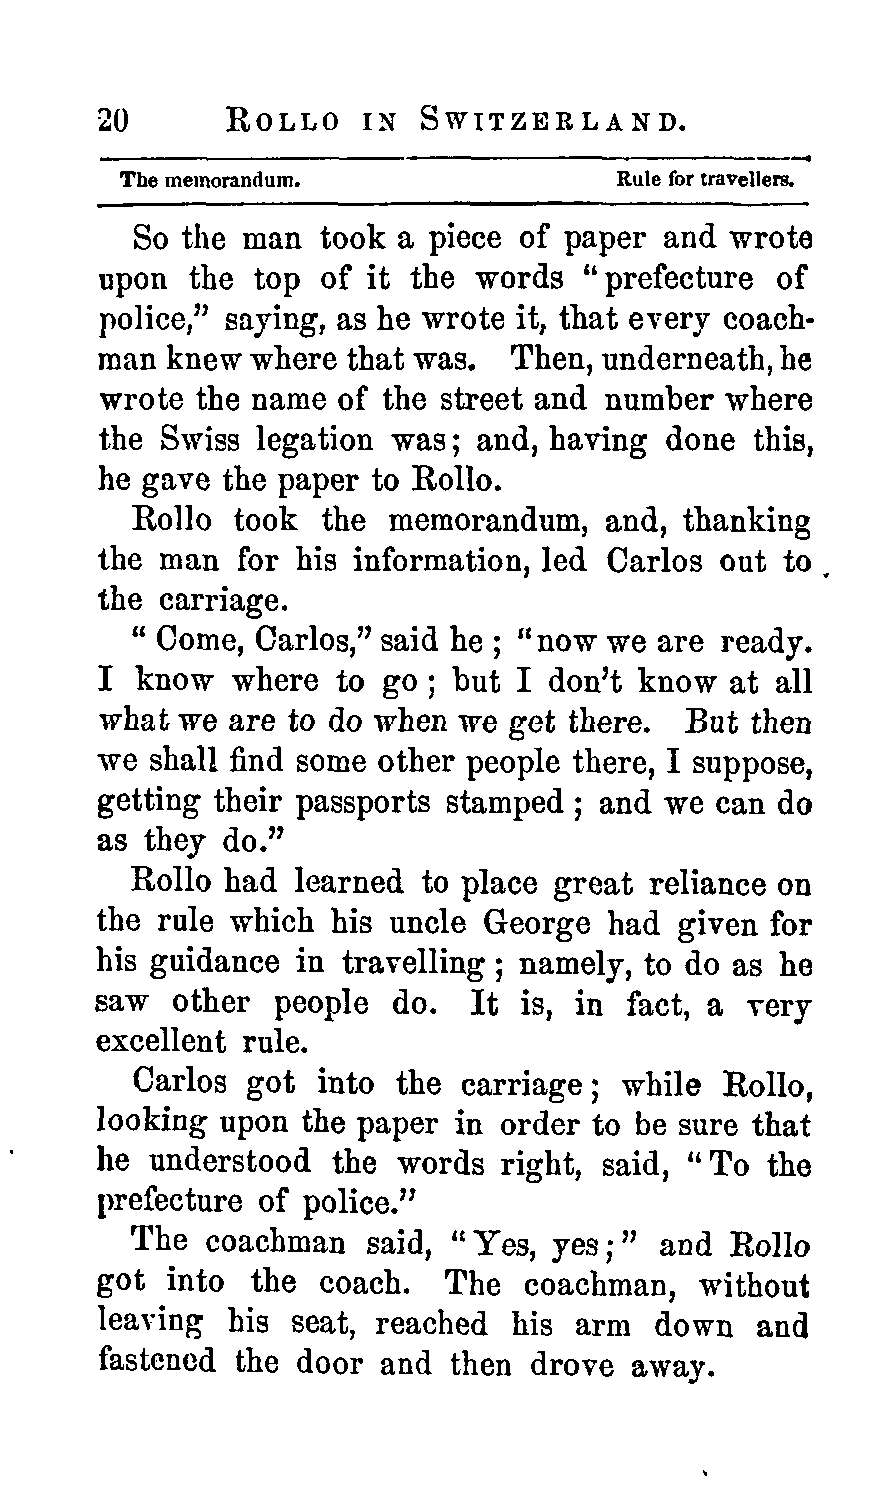 20 ROLLO IN SWITZERLAND.
The memorandum. Rule for travellers.
So the man took a piece of paper and wrote
upon the top of it the words “prefecture of
police,” saying, as he wrote it, that every coach-
man knew where that was. Then, underneath, he
wrote the name of the street and number where
the Swiss legation was; and, having done this,
he gave the paper to Rollo.
Rollo took the memorandum, and, thanking
the man for his information, led Carlos out to
the carriage.
“Come, Carlos,” said he; “now we are ready.
I know where to go; but I don’t know at all
what we are to do when we get there. But then
we shall find some other people there, I suppose,
getting their passports stamped; and we can do
as they do.”
Rollo had learned to place great reliance on
the rule which his uncle George had given for
his guidance in travelling; namely, to do as he
saw other people do. It is, in fact, a very
excellent rule.
Carlos got into the carriage; while Rollo,
looking upon the paper in order to be sure that
he understood the words right, said, “To the
prefecture of police.”
The coachman said, “Yes, yes;” and Rollo
got into the coach. The coachman, without
leaving his seat, reached his arm down and
fastened the door and then drove away.